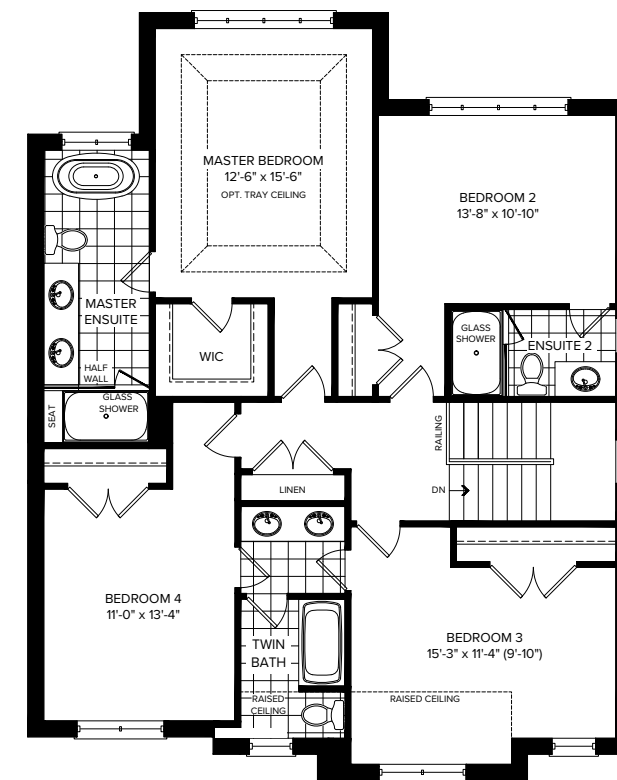 MASTER BEDROOM
12'-6" x 15'-6"
OPT. TRAY CEILING
BEDROOM 2
13'-8" x 10'-10"
MASTER
ENSUITE
WIC
GLASS
SHOWER
ENSUITE 2
HALF
WALL
SEAT
GLASS
SHOWER
RAILING
LINEN
DN
BEDROOM 4
11'-0" x 13'-4"
TWIN
BATH
BEDROOM 3
15'-3" x 11'-4" (9'-10")
RAISED
CEILING
RAISED CEILING